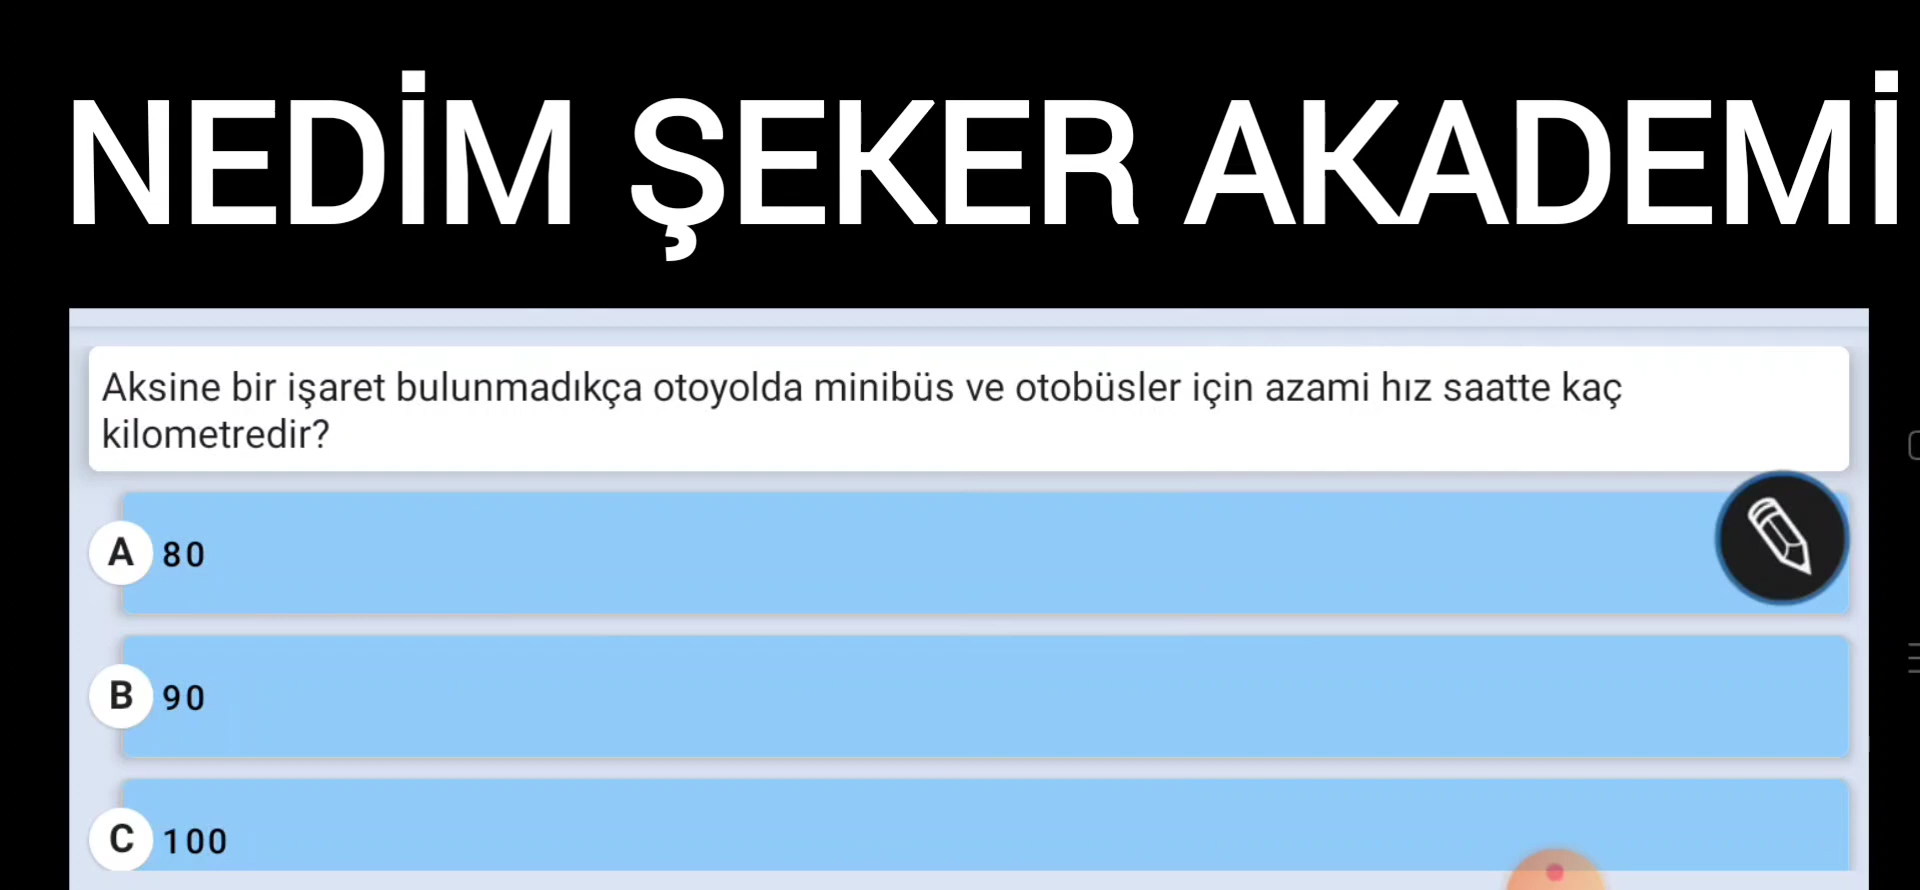 NEDİM ŞEKER AKADEMİ
Aksine bir işaret bulunmadıkça otoyolda minibüs ve otobüsler için azami hız saatte kaç
kilometredir?
A 80
B 90
C 100